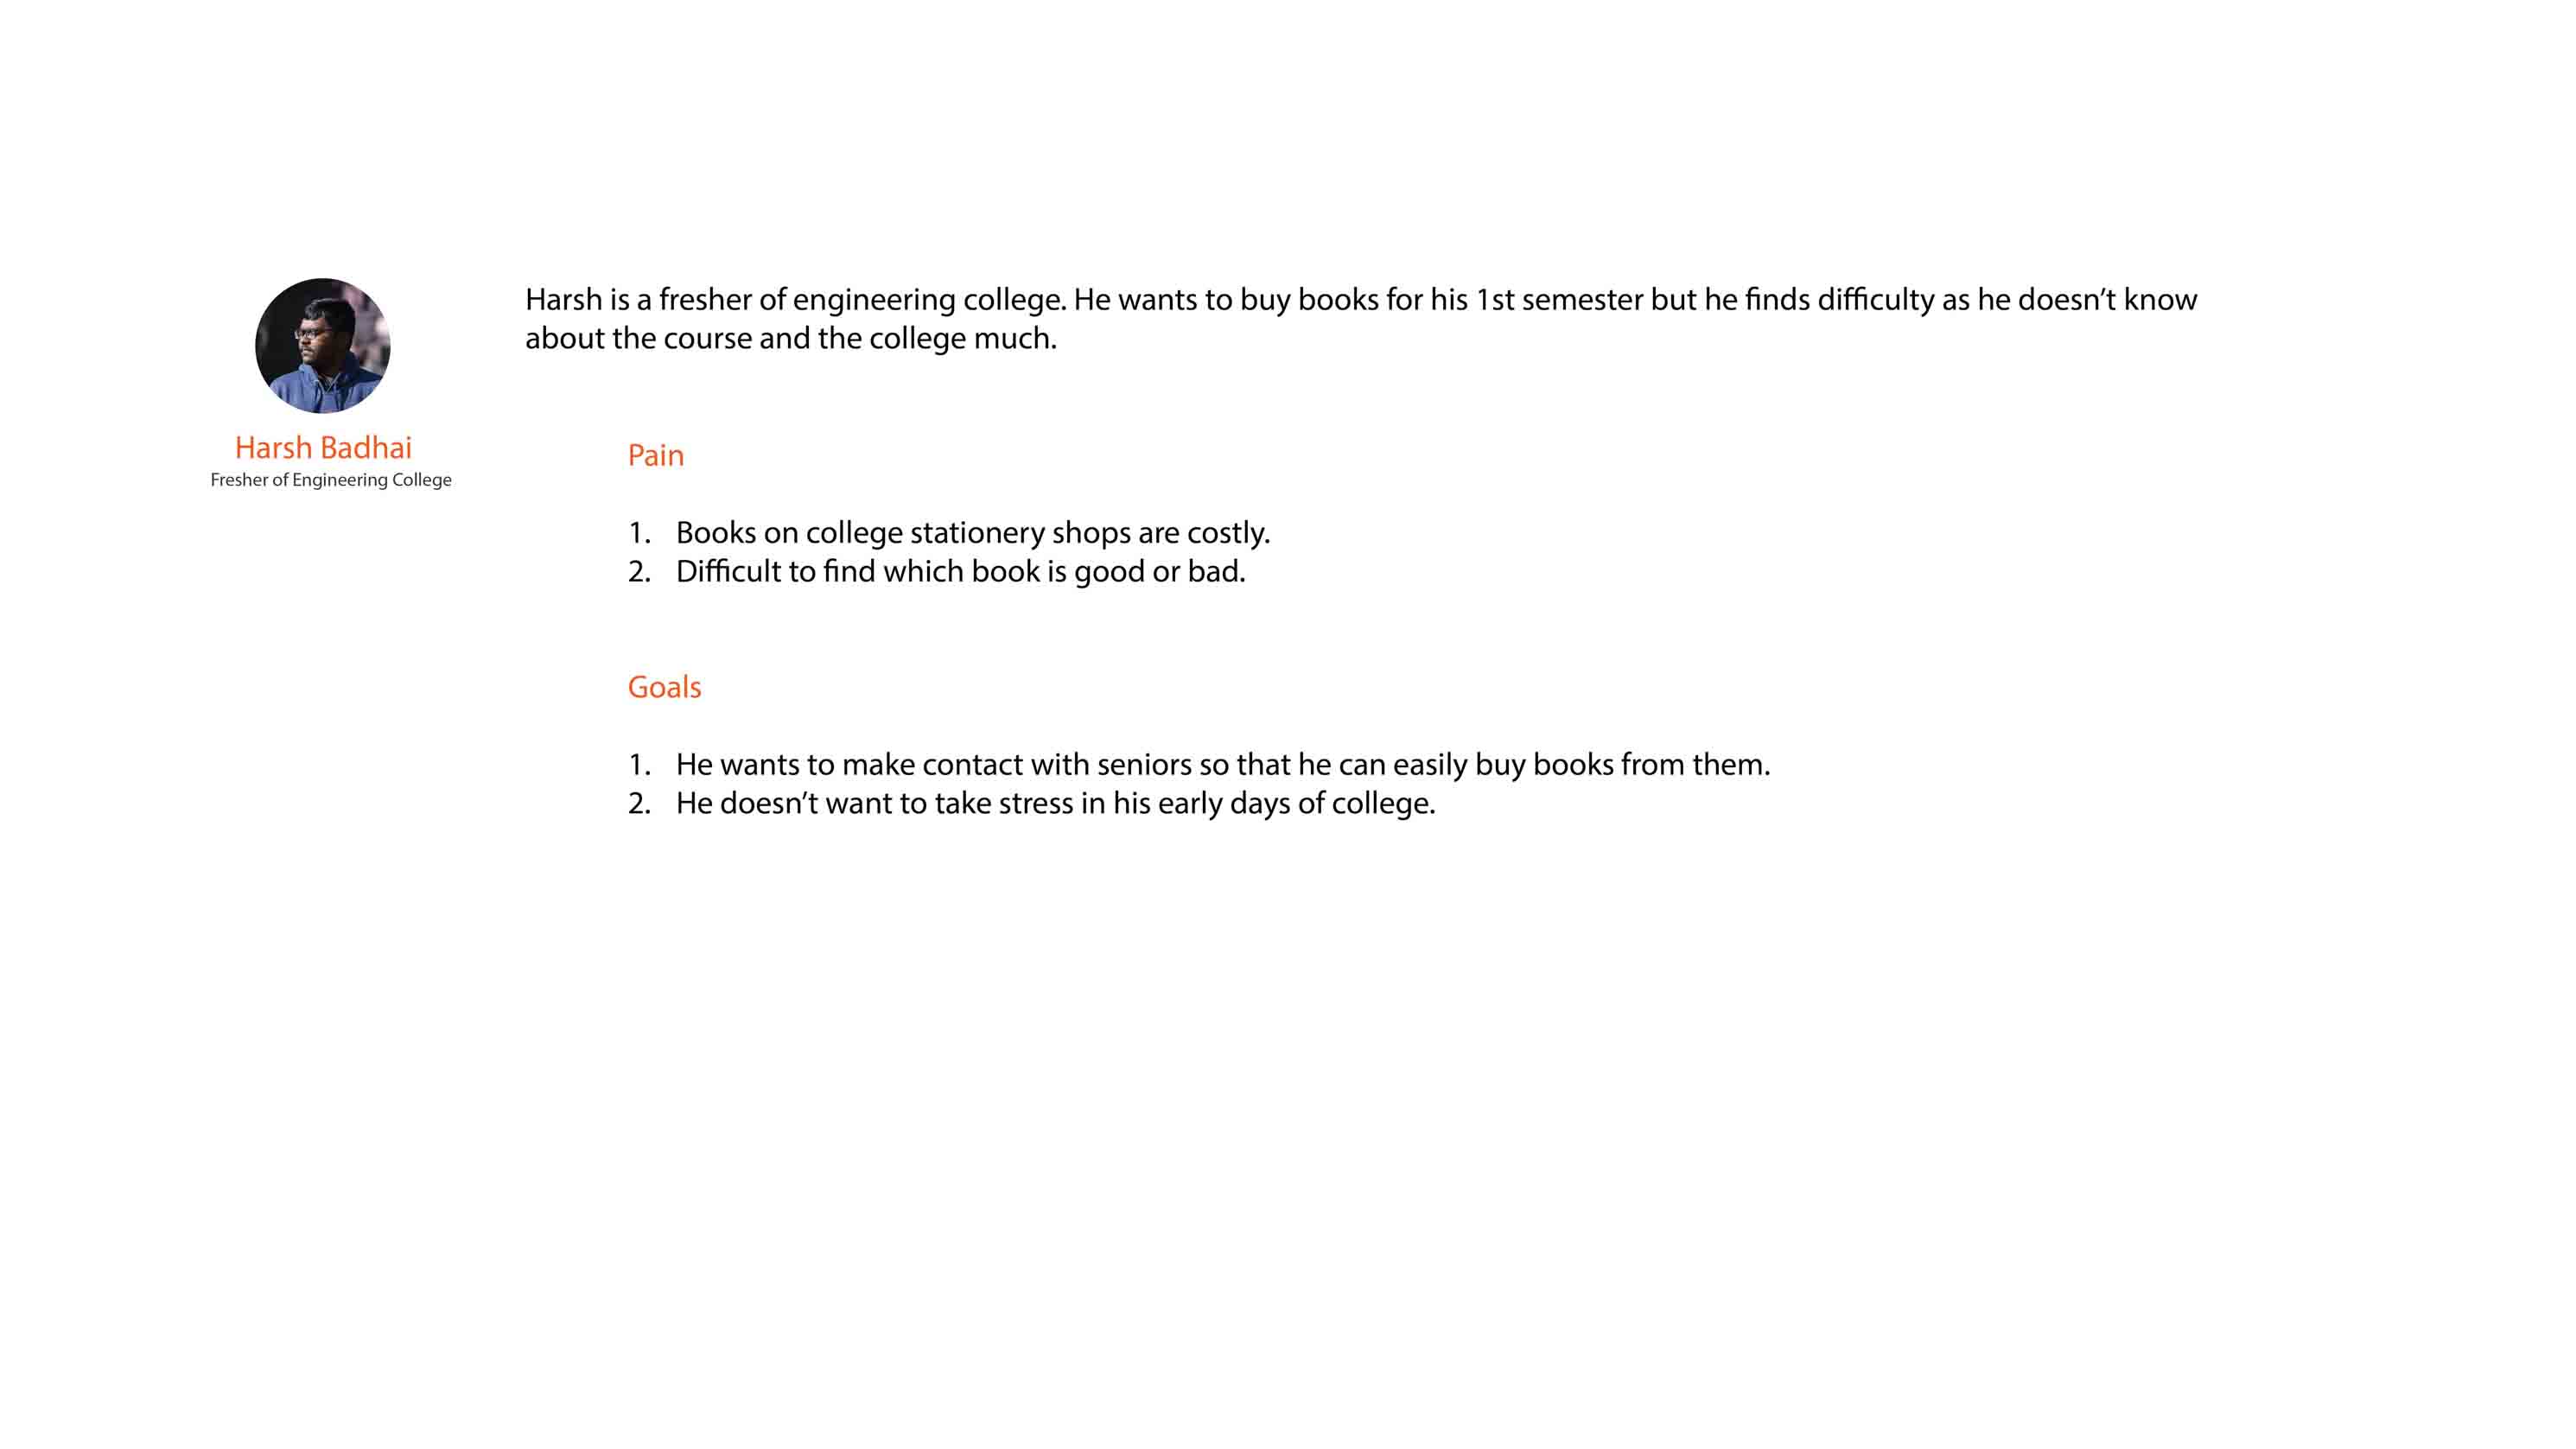 Harsh Badhai
Fresher of Engineering College
Harsh is a fresher of engineering college. He wants to buy books for his 1st semester but he finds difficulty as he doesn’t know
about the course and the college much.
Pain
1. Books on college stationery shops are costly.
2. Difficult to find which book is good or bad.
Goals
1. He wants to make contact with seniors so that he can easily buy books from them.
2. He doesn’t want to take stress in his early days of college.